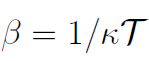 β = 1/κ𝒯